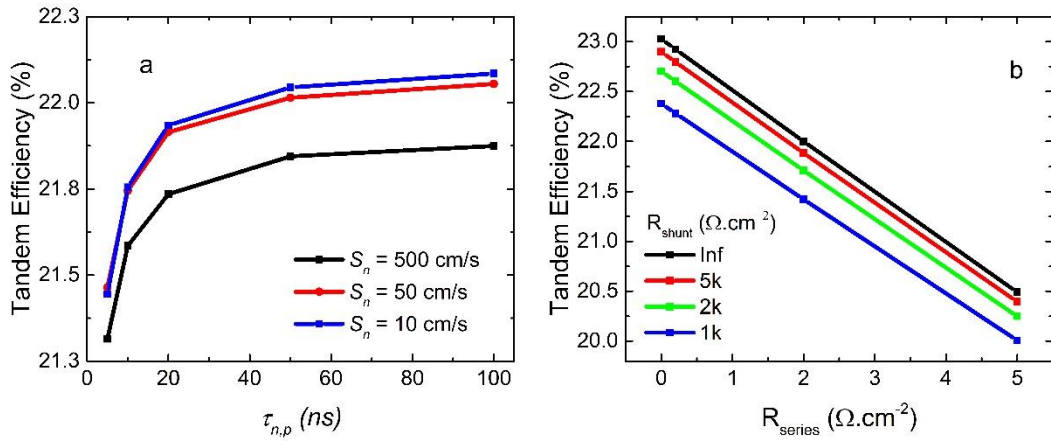 a
Tandem Efficiency (%)
22.3
22.0
21.8
21.5
21.3
0 20 40 60 80 100
τn,p (ns)
Sn = 500 cm/s
Sn = 50 cm/s
Sn = 10 cm/s
b
Tandem Efficiency (%)
23.0
22.5
22.0
21.5
21.0
20.5
20.0
0 1 2 3 4 5
Rseries (Ω.cm-2)
Rshunt (Ω.cm-2)
Inf
5k
2k
1k